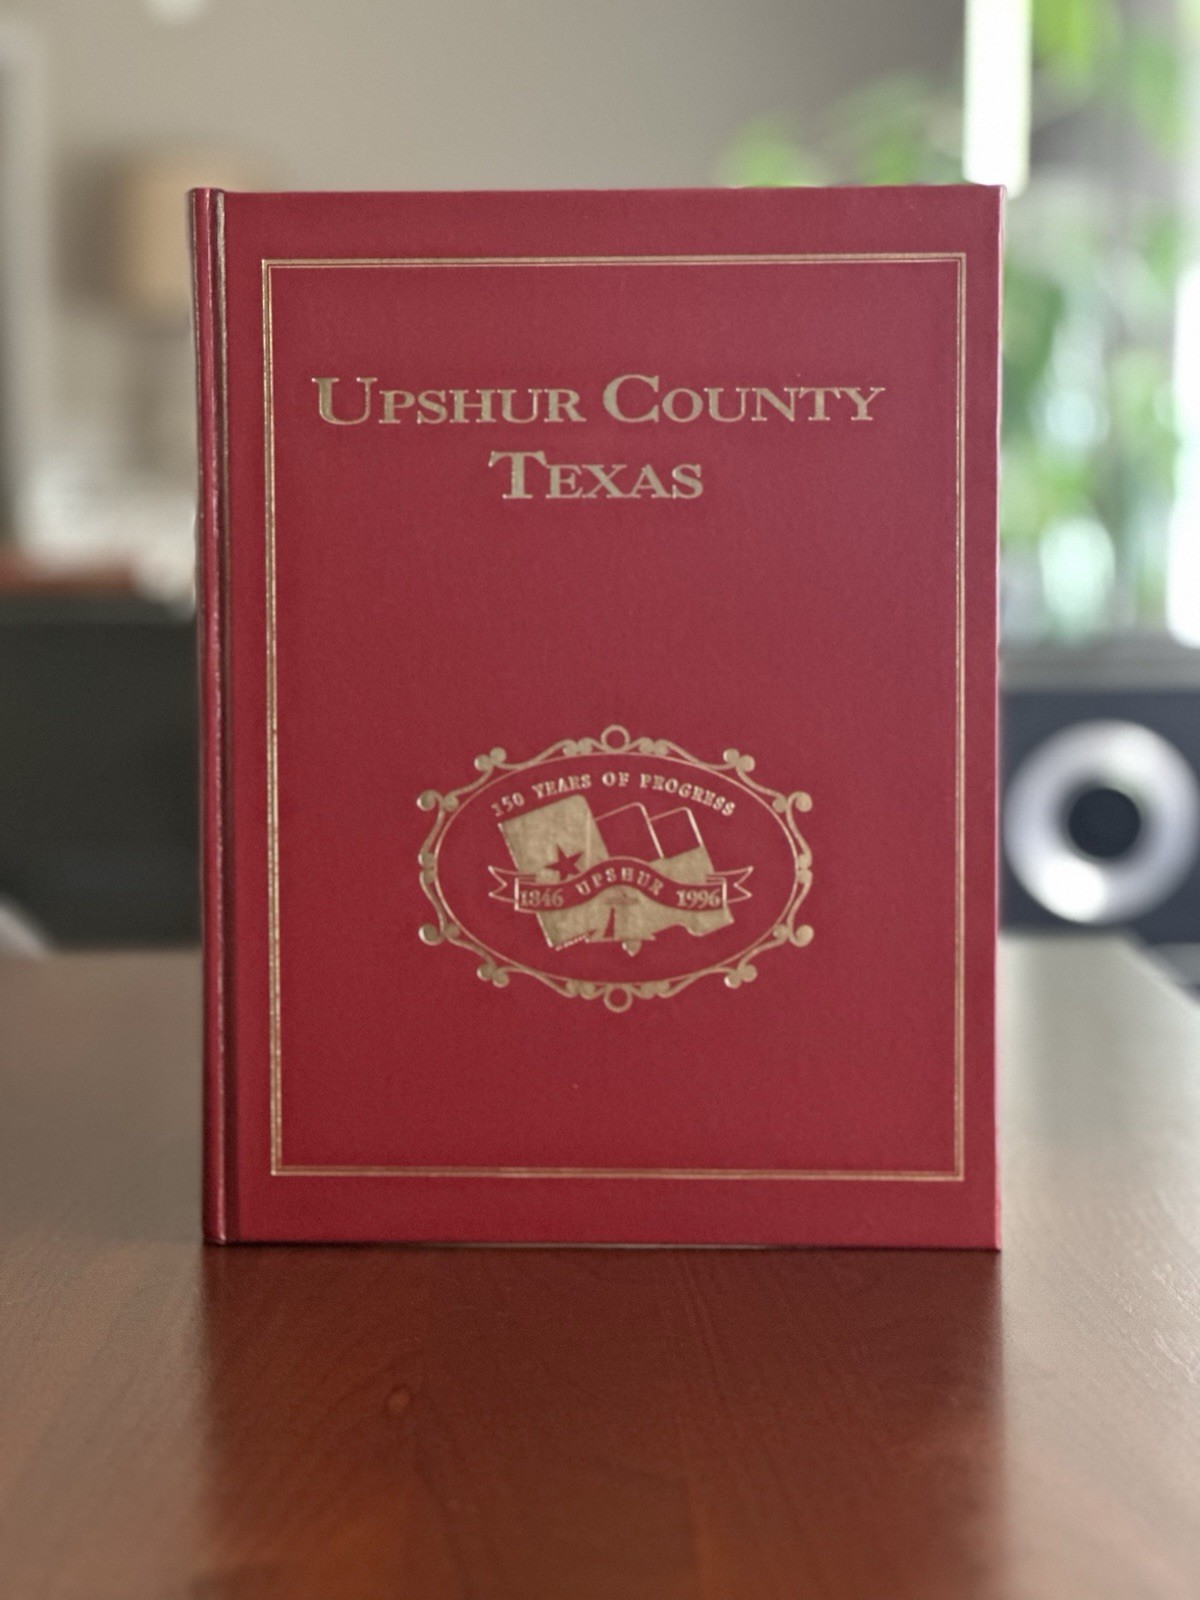 UPSHUR COUNTY
TEXAS
150 YEARS OF PROGRESS
1846 UPSHUR 1996